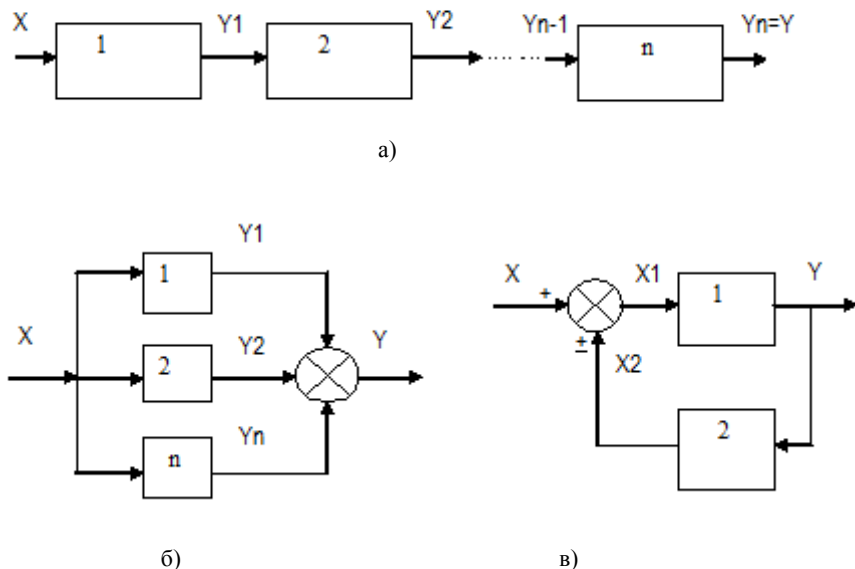 X Y1 Y2 Yn-1 Yn=Y
1 2 n
а)
Y1
1
X 2 Y2 Y
n Yn
б)
X + X1 1 Y
± X2
2
в)